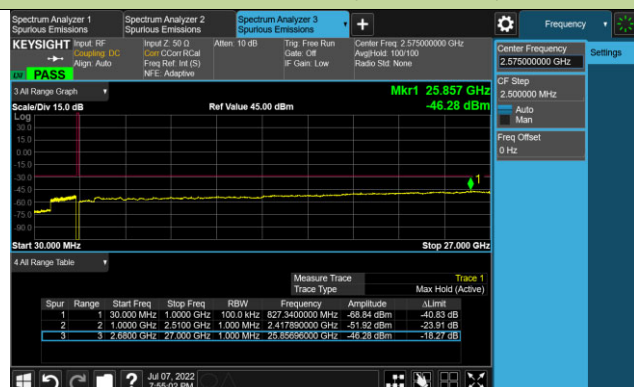 Spectrum Analyzer 1
Spurious Emissions
Spectrum Analyzer 2
Spurious Emissions
Spectrum Analyzer 3
Spurious Emissions
Frequency
KEYSIGHT
Input: RF
Coupling: DC
Align: Auto
Input Z: 50 Ω
CCorr CCorr RCal
Freq Ref: Int (S)
NFE: Adaptive
Atten: 10 dB
Trig: Free Run
Gate: Off
IF Gain: Low
Center Freq: 2.575000000 GHz
Avg|Hold: 100/100
Radio Std: None
PASS
Center Frequency
2.575000000 GHz
Settings
CF Step
2.500000 MHz
Auto
Man
Freq Offset
0 Hz
3 All Range Graph
Mkr1 25.857 GHz
Scale/Div 15.0 dB
Ref Value 45.00 dBm
-46.28 dBm
Log
30.0
15.0
0.00
-15.0
-30.0
-45.0
-60.0
-75.0
-90.0
1
Start 30.000 MHz
Stop 27.000 GHz
4 All Range Table
Measure Trace Trace 1
Trace Type Max Hold (Active)
Spur Range Start Freq Stop Freq RBW Frequency Amplitude ΔLimit
1 1 30.000 MHz 1.0000 GHz 100.0 kHz 827.3400000 MHz -68.84 dBm -40.83 dB
2 2 1.0000 GHz 2.5100 GHz 1.000 MHz 2.417890000 GHz -51.92 dBm -23.91 dB
3 3 2.6800 GHz 27.000 GHz 1.000 MHz 25.85696000 GHz -46.28 dBm -18.27 dB
Jul 07, 2022
7:55:02 PM